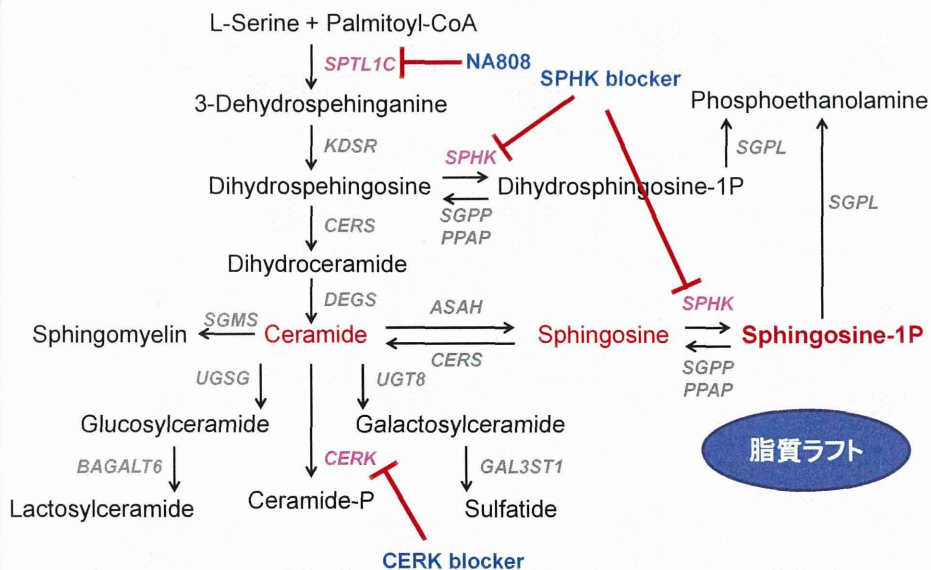 L-Serine + Palmitoyl-CoA
SPTL1C
NA808
SPHK blocker
3-Dehydrospehinganine
Phosphoethanolamine
KDSR
SPHK
SGPL
Dihydrospehingosine
Dihydrosphingosine-1P
SGPL
CERS
SGPP
PPAP
Dihydroceramide
DEGS
ASAH
SPHK
SGMS
Sphingomyelin
Ceramide
Sphingosine
Sphingosine-1P
CERS
SGPP
PPAP
UGSG
UGT8
Glucosylceramide
Galactosylceramide
脂質ラフト
BAGALT6
CERK
GAL3ST1
Lactosylceramide
Ceramide-P
Sulfatide
CERK blocker